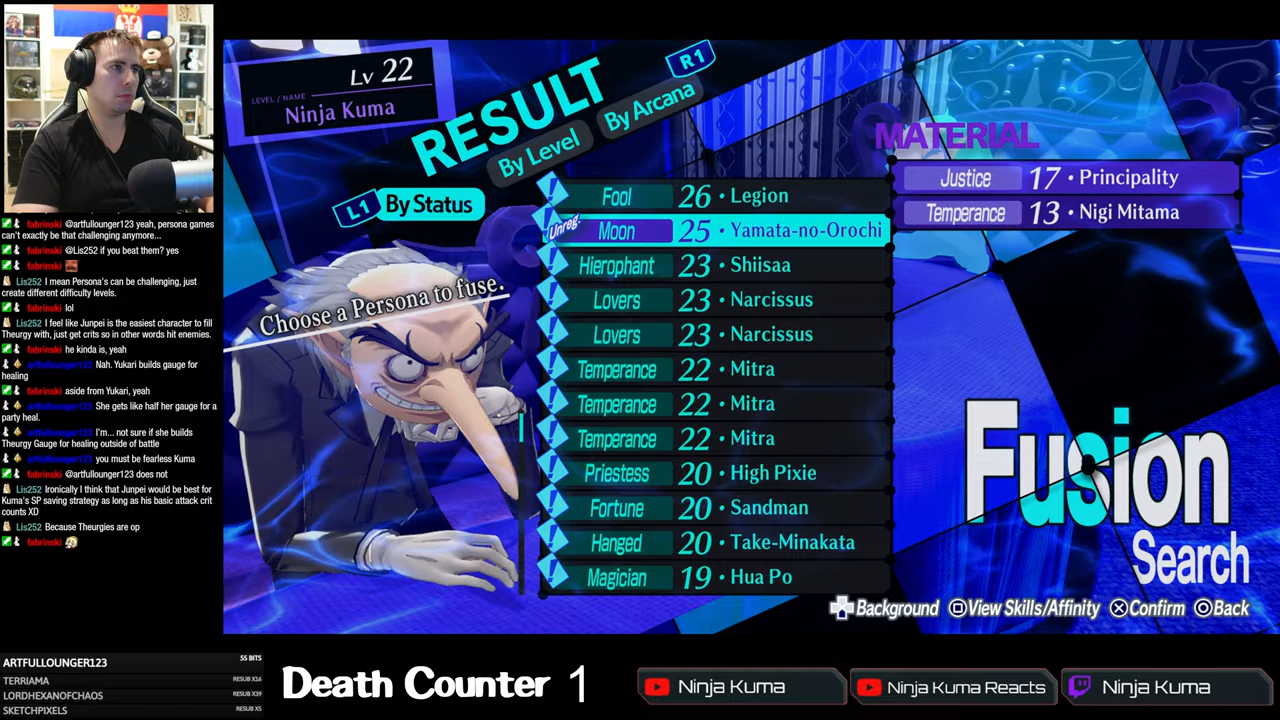 Lv 22
LEVEL / NAME
Ninja Kuma
RESULT
R1
By Arcana
By Level
L1 By Status
Choose a Persona to fuse.
Fool 26 • Legion
Unreg. Moon 25 • Yamata-no-Orochi
Hierophant 23 • Shiisaa
Lovers 23 • Narcissus
Lovers 23 • Narcissus
Temperance 22 • Mitra
Temperance 22 • Mitra
Temperance 22 • Mitra
Priestess 20 • High Pixie
Fortune 20 • Sandman
Hanged 20 • Take-Minakata
Magician 19 • Hua Po
MATERIAL
Justice 17 • Principality
Temperance 13 • Nigi Mitama
Fusion
Search
Background View Skills/Affinity Confirm Back
fabrinski @artfullounger123 yeah, persona games
can't exactly be that challenging anymore...
fabrinski @Lis252 if you beat them? yes
fabrinski
Lis252 I mean Persona's can be challenging, just
create different difficulty levels.
fabrinski lol
Lis252 I feel like Junpei is the easiest character to fill
Theurgy with, just get crits so in other words hit enemies.
fabrinski he kinda is, yeah
artfullounger123 Nah. Yukari builds gauge for
healing
fabrinski aside from Yukari, yeah
artfullounger123 She gets like half her gauge for a
party heal.
artfullounger123 I'm... not sure if she builds
Theurgy Gauge for healing outside of battle
artfullounger123 you must be fearless Kuma
fabrinski @artfullounger123 does not
Lis252 Ironically I think that Junpei would be best for
Kuma's SP saving strategy as long as his basic attack crit
counts XD
Lis252 Because Theurgies are op
fabrinski
ARTFULLOUNGER123 55 BITS
TERRIAMA RESUB X16
LORDHEXANOFCHAOS RESUB X39
SKETCHPIXELS RESUB X5
Death Counter 1
Ninja Kuma
Ninja Kuma Reacts
Ninja Kuma